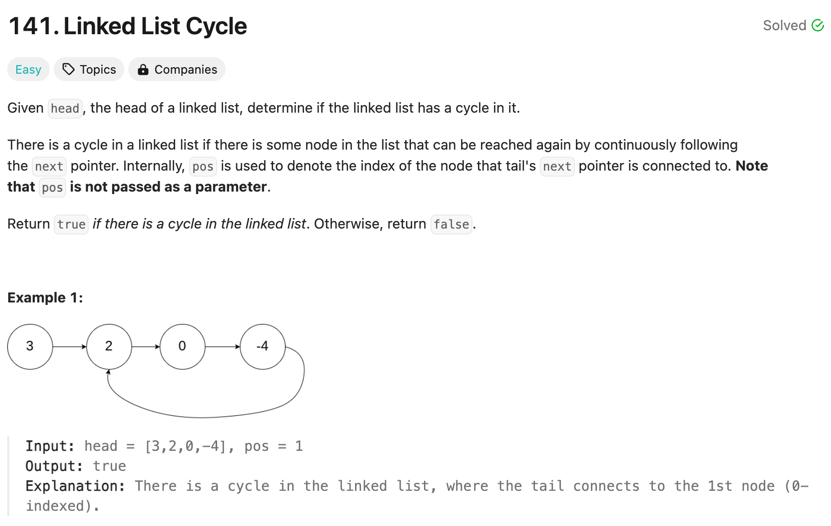 141. Linked List Cycle
Solved
Easy
Topics
Companies
Given head, the head of a linked list, determine if the linked list has a cycle in it.
There is a cycle in a linked list if there is some node in the list that can be reached again by continuously following
the next pointer. Internally, pos is used to denote the index of the node that tail's next pointer is connected to. Note
that pos is not passed as a parameter.
Return true if there is a cycle in the linked list. Otherwise, return false.
Example 1:
3 2 0 -4
Input: head = [3,2,0,-4], pos = 1
Output: true
Explanation: There is a cycle in the linked list, where the tail connects to the 1st node (0-
indexed).